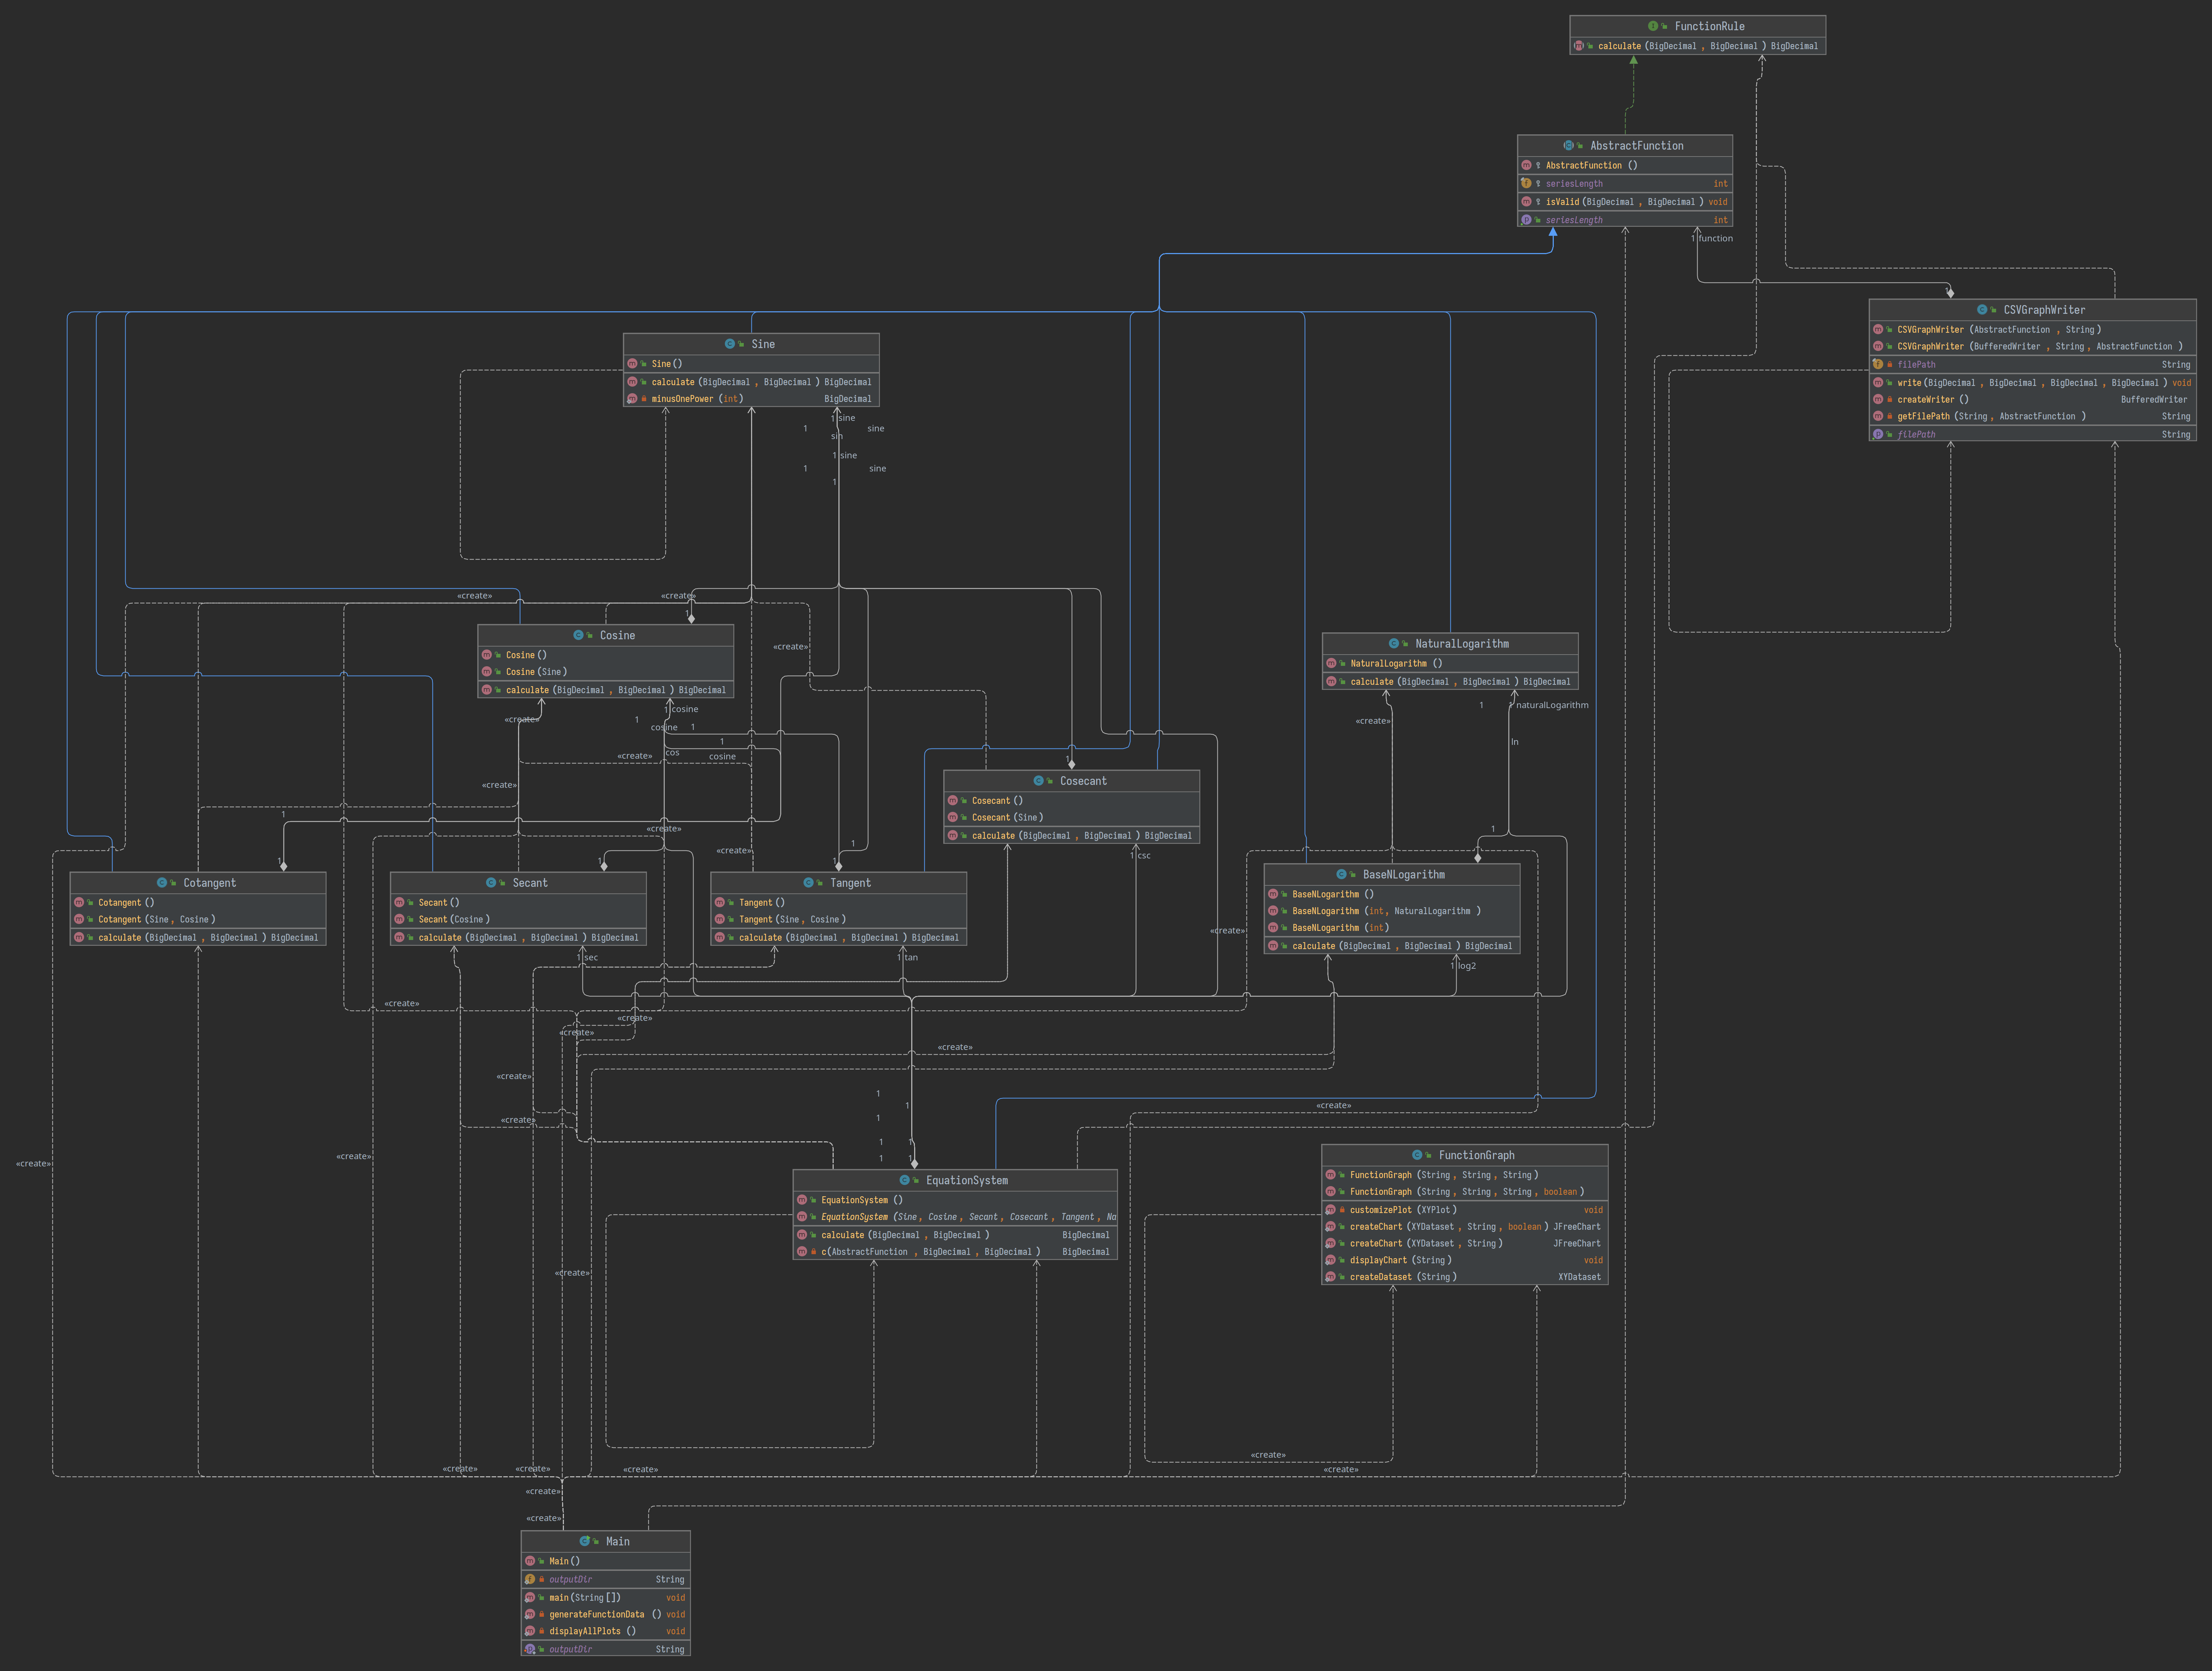 FunctionRule
calculate(BigDecimal, BigDecimal) BigDecimal
AbstractFunction
AbstractFunction()
seriesLength int
isValid(BigDecimal, BigDecimal) void
seriesLength int
1 function
CSVGraphWriter
CSVGraphWriter(AbstractFunction, String)
CSVGraphWriter(BufferedWriter, String, AbstractFunction)
filePath String
write(BigDecimal, BigDecimal, BigDecimal, BigDecimal) void
createWriter() BufferedWriter
getFilePath(String, AbstractFunction) String
filePath String
1
Sine
Sine()
calculate(BigDecimal, BigDecimal) BigDecimal
minusOnePower(int) BigDecimal
1 sine
1 sine
sin
1 sine
1 sine
1
«create»
«create»
1
Cosine
Cosine()
Cosine(Sine)
calculate(BigDecimal, BigDecimal) BigDecimal
«create»
NaturalLogarithm
NaturalLogarithm()
calculate(BigDecimal, BigDecimal) BigDecimal
1 cosine
«create»
1
cosine
1
1
cos
cosine
«create»
«create»
1
1 naturalLogarithm
«create»
ln
1
Cosecant
Cosecant()
Cosecant(Sine)
calculate(BigDecimal, BigDecimal) BigDecimal
1 csc
1
«create»
1
1
«create»
1
1
1
Cotangent
Cotangent()
Cotangent(Sine, Cosine)
calculate(BigDecimal, BigDecimal) BigDecimal
Secant
Secant()
Secant(Cosine)
calculate(BigDecimal, BigDecimal) BigDecimal
1 sec
Tangent
Tangent()
Tangent(Sine, Cosine)
calculate(BigDecimal, BigDecimal) BigDecimal
1 tan
BaseNLogarithm
BaseNLogarithm()
BaseNLogarithm(int, NaturalLogarithm)
BaseNLogarithm(int)
calculate(BigDecimal, BigDecimal) BigDecimal
1 log2
«create»
«create»
«create»
«create»
«create»
«create»
«create»
«create»
1
1
1
1
1
1
1
«create»
«create»
EquationSystem
EquationSystem()
EquationSystem(Sine, Cosine, Secant, Cosecant, Tangent, Na
calculate(BigDecimal, BigDecimal) BigDecimal
c(AbstractFunction, BigDecimal, BigDecimal) BigDecimal
FunctionGraph
FunctionGraph(String, String, String)
FunctionGraph(String, String, String, boolean)
customizePlot(XYPlot) void
createChart(XYDataset, String, boolean) JFreeChart
createChart(XYDataset, String) JFreeChart
displayChart(String) void
createDataset(String) XYDataset
«create»
«create»
«create»
«create»
«create»
«create»
«create»
«create»
Main
Main()
outputDir String
main(String[]) void
generateFunctionData() void
displayAllPlots() void
outputDir String